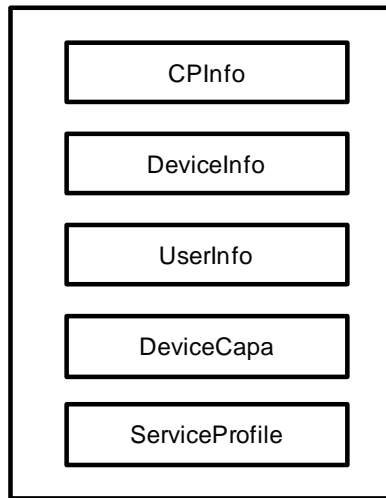 CPInfo
DeviceInfo
UserInfo
DeviceCapa
ServiceProfile